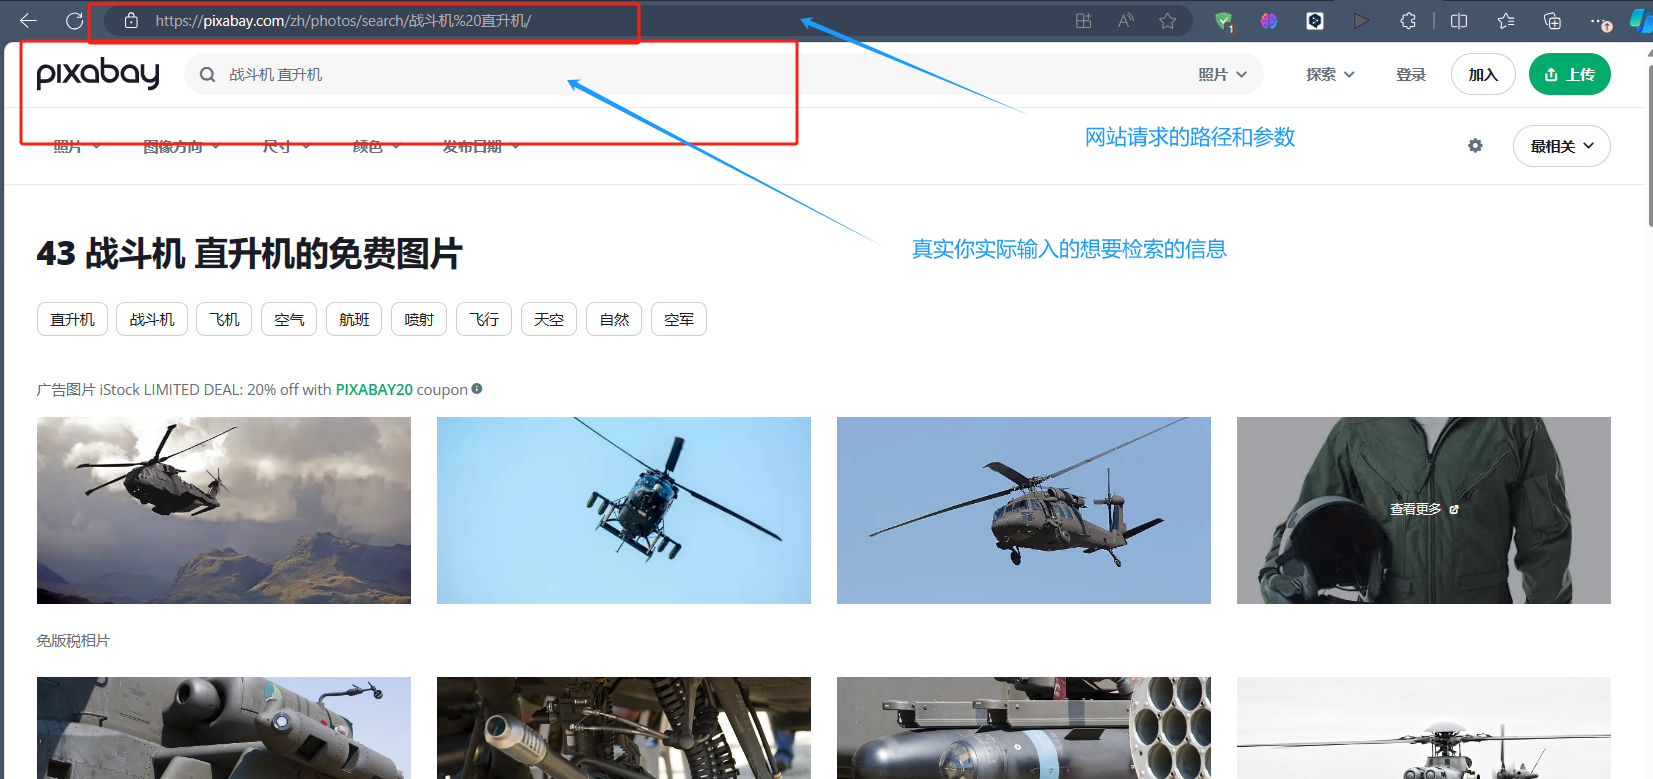 https://pixabay.com/zh/photos/search/战斗机%20直升机/
1
pixabay
战斗机 直升机
照片
探索
登录
加入
上传
网站请求的路径和参数
照片
图像方向
尺寸
颜色
发布日期
最相关
真实你实际输入的想要检索的信息
43 战斗机 直升机的免费图片
直升机
战斗机
飞机
空气
航班
喷射
飞行
天空
自然
空军
广告图片 iStock LIMITED DEAL: 20% off with PIXABAY20 coupon
查看更多
免版税相片